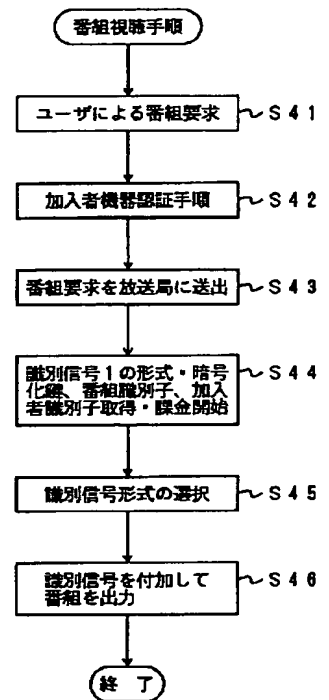 番組視聴手順
ユーザによる番組要求 S41
加入者機器認証手順 S42
番組要求を放送局に送出 S43
識別信号1の形式・暗号
化鍵、番組識別子、加入
者識別子取得・課金開始
S44
識別信号形式の選択 S45
識別信号を付加して
番組を出力
S46
終了